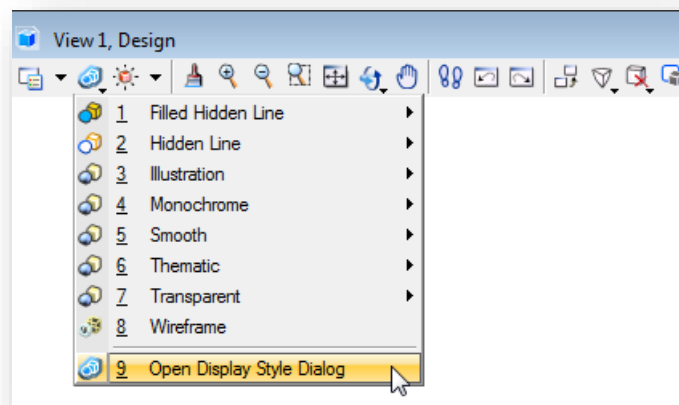 View 1, Design
1 Filled Hidden Line
2 Hidden Line
3 Illustration
4 Monochrome
5 Smooth
6 Thematic
7 Transparent
8 Wireframe
9 Open Display Style Dialog